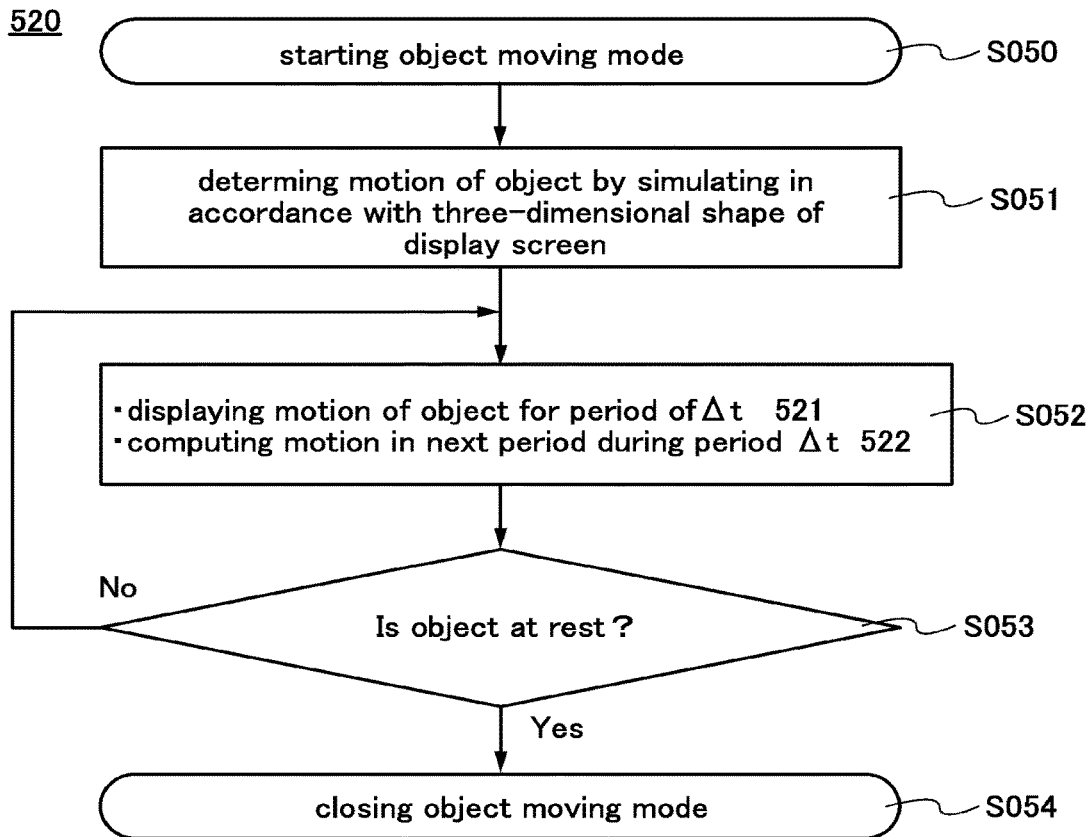 520
starting object moving mode
S050
determing motion of object by simulating in
accordance with three-dimensional shape of
display screen
S051
・displaying motion of object for period of Δt 521
・computing motion in next period during period Δt 522
S052
No
Is object at rest?
S053
Yes
closing object moving mode
S054